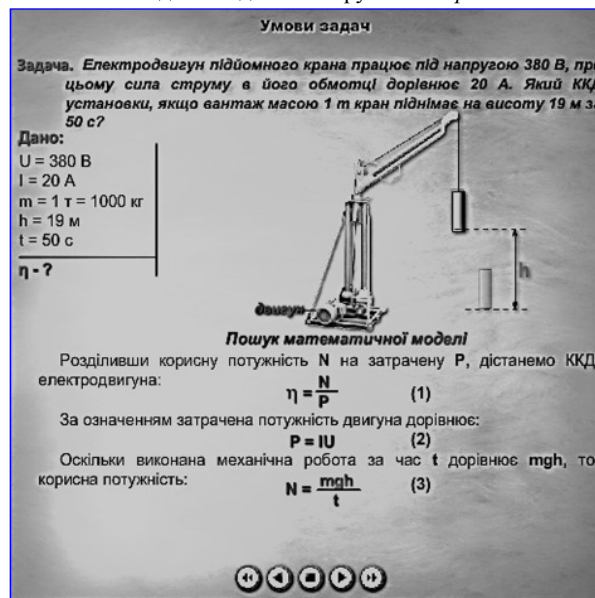 Умови задач
Задача. Електродвигун підйомного крана працює під напругою 380 В, при
цьому сила струму в його обмотці дорівнює 20 А. Який ККД
установки, якщо вантаж масою 1 т кран піднімає на висоту 19 м за
50 с?
Дано:
U = 380 В
I = 20 А
m = 1 т = 1000 кг
h = 19 м
t = 50 с
η - ?
h
двигун
Пошук математичної моделі
Розділивши корисну потужність N на затрачену P, дістанемо ККД
електродвигуна:
η = N/P (1)
За означенням затрачена потужність двигуна дорівнює:
P = IU (2)
Оскільки виконана механічна робота за час t дорівнює mgh, то
корисна потужність:
N = mgh/t (3)